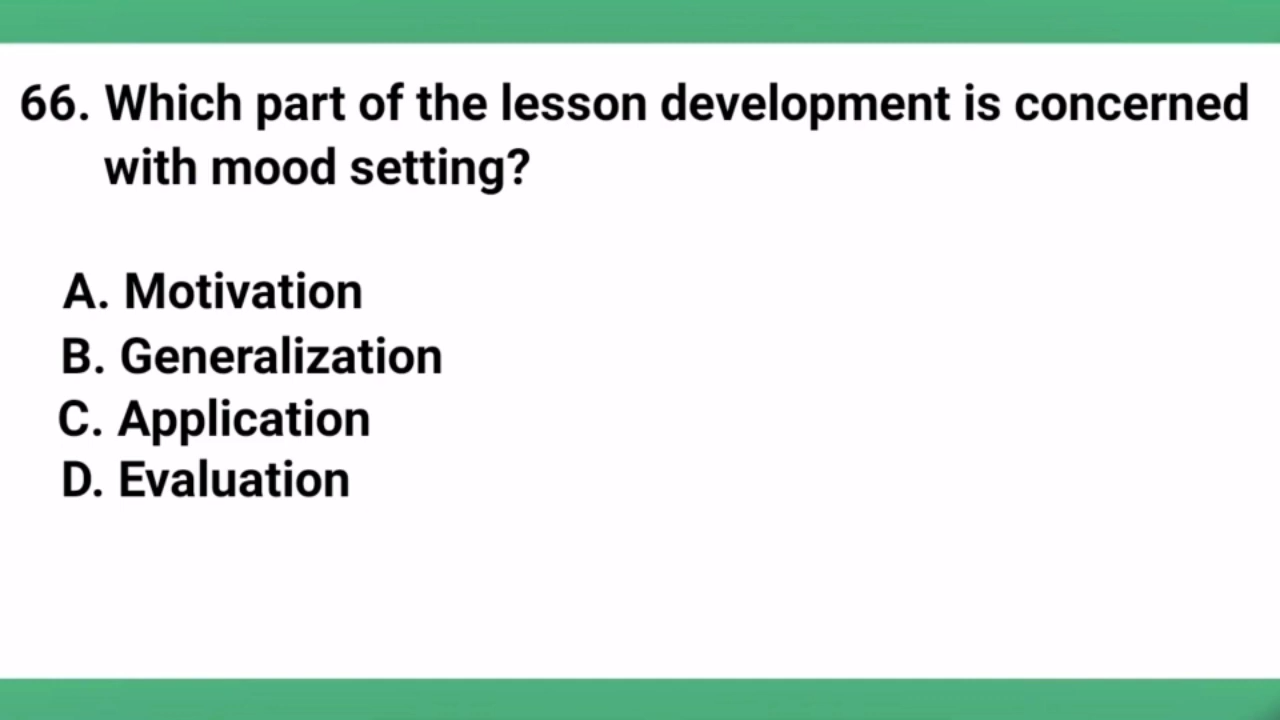 66. Which part of the lesson development is concerned
with mood setting?
A. Motivation
B. Generalization
C. Application
D. Evaluation